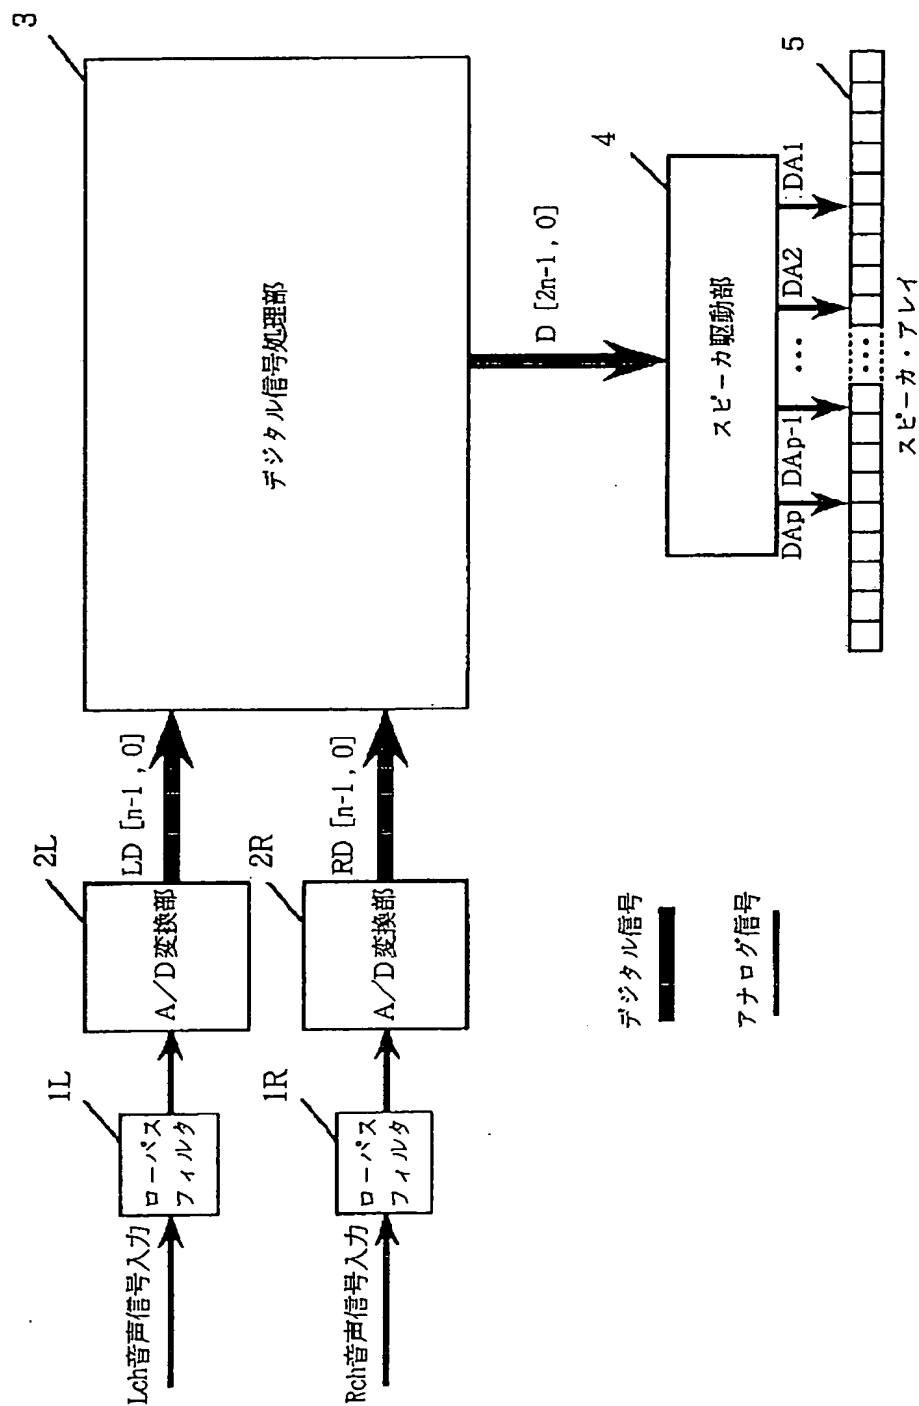 Lch音声信号入力
ローパス
フィルタ
1L
A/D変換部
2L
LD [n-1 , 0]
Rch音声信号入力
ローパス
フィルタ
1R
A/D変換部
2R
RD [n-1 , 0]
デジタル信号処理部
3
D [2n-1 , 0]
スピーカ駆動部
4
DAp
DAp-1
...
DA2
DA1
5
...
スピーカ・アレイ
デジタル信号
アナログ信号